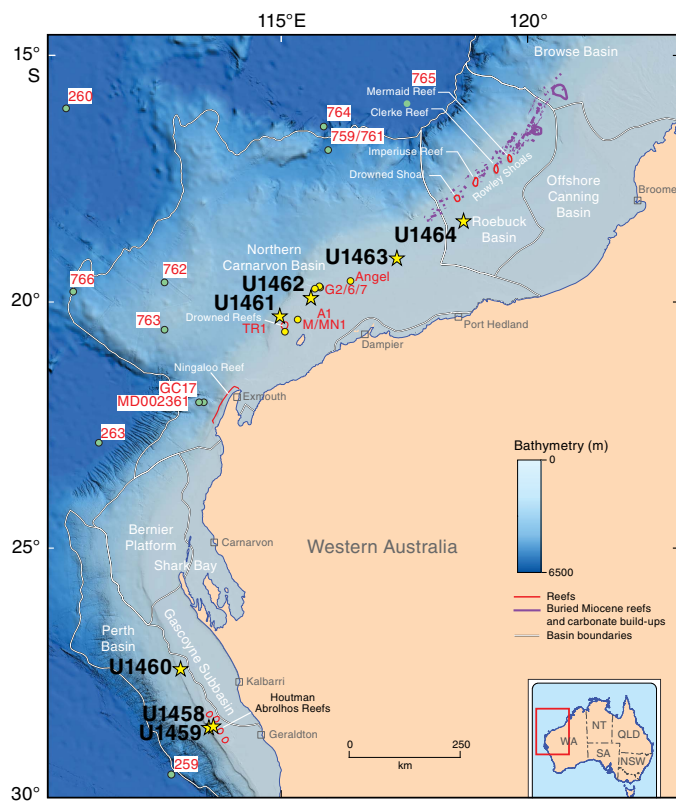 115°E
120°
15°
S
Browse Basin
765
Mermaid Reef
260
Clerke Reef
764
759/761
Imperiuse Reef
Drowned Shoal
Rowley Shoals
Offshore
Canning
Basin
Broome
Roebuck
Basin
U1464
Northern
Carnarvon Basin
U1463
762
Angel
766
U1462
G2/6/7
20°
U1461
A1
763
Drowned Reefs
M/MN1
Port Hedland
TR1
Dampier
Ningaloo Reef
GC17
MD002361
Exmouth
263
Bathymetry (m)
0
6500
25°
Bernier
Platform
Carnarvon
Western Australia
Shark Bay
Reefs
Buried Miocene reefs
and carbonate build-ups
Basin boundaries
Perth
Basin
Gascoyne Subbasin
U1460
Kalbarri
U1458
Houtman
Abrolhos Reefs
U1459
Geraldton
259
0
250
km
30°
WA
NT
QLD
SA
NSW